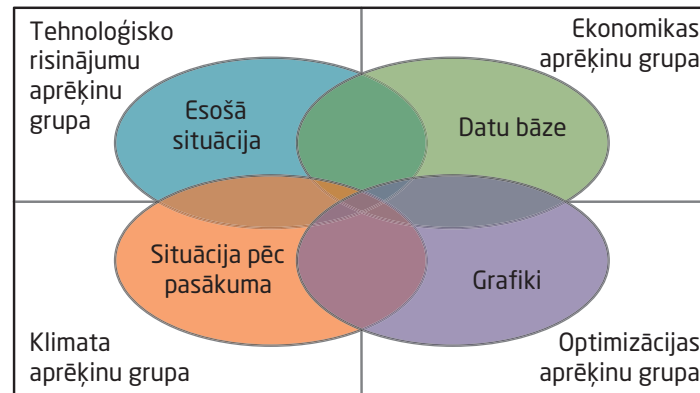 Tehnoloģisko
risinājumu
aprēķinu
grupa
Ekonomikas
aprēķinu grupa
Esošā
situācija
Datu bāze
Situācija pēc
pasākuma
Grafiki
Klimata
aprēķinu grupa
Optimizācijas
aprēķinu grupa